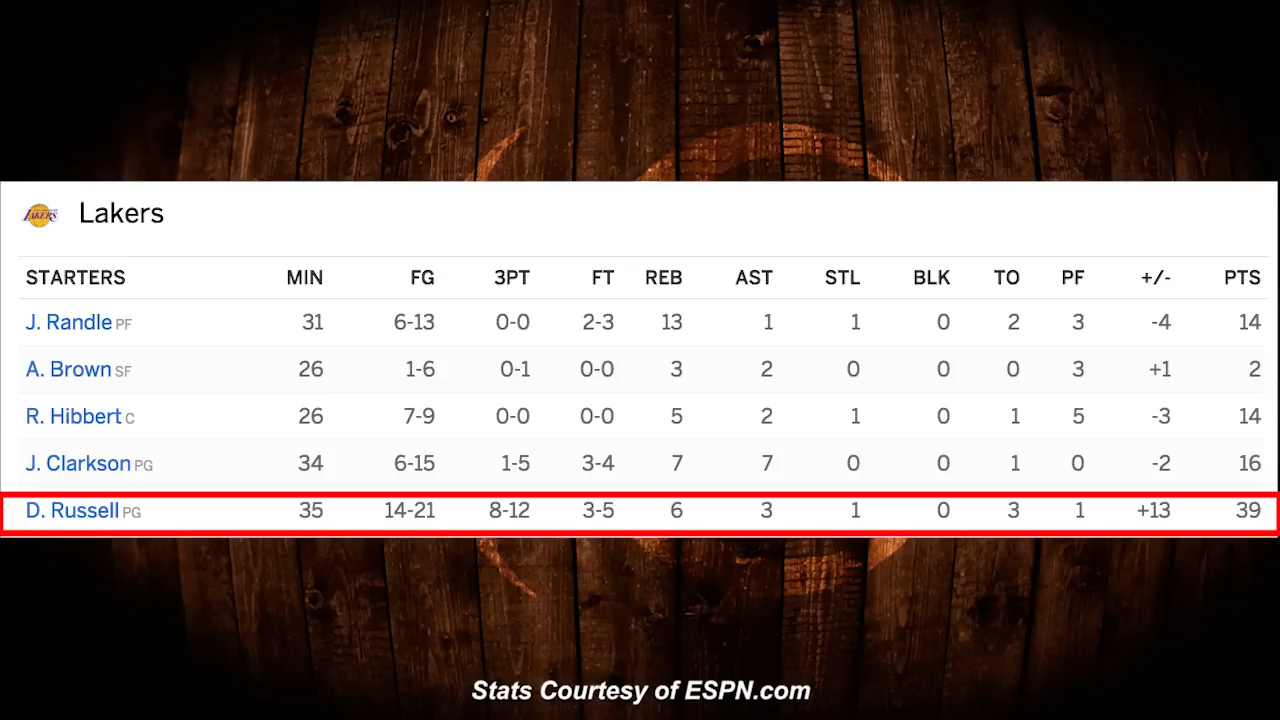 LAKERS
Lakers
STARTERS MIN FG 3PT FT REB AST STL BLK TO PF +/- PTS
J. Randle PF 31 6-13 0-0 2-3 13 1 1 0 2 3 -4 14
A. Brown SF 26 1-6 0-1 0-0 3 2 0 0 0 3 +1 2
R. Hibbert C 26 7-9 0-0 0-0 5 2 1 0 1 5 -3 14
J. Clarkson PG 34 6-15 1-5 3-4 7 7 0 0 1 0 -2 16
D. Russell PG 35 14-21 8-12 3-5 6 3 1 0 3 1 +13 39
Stats Courtesy of ESPN.com